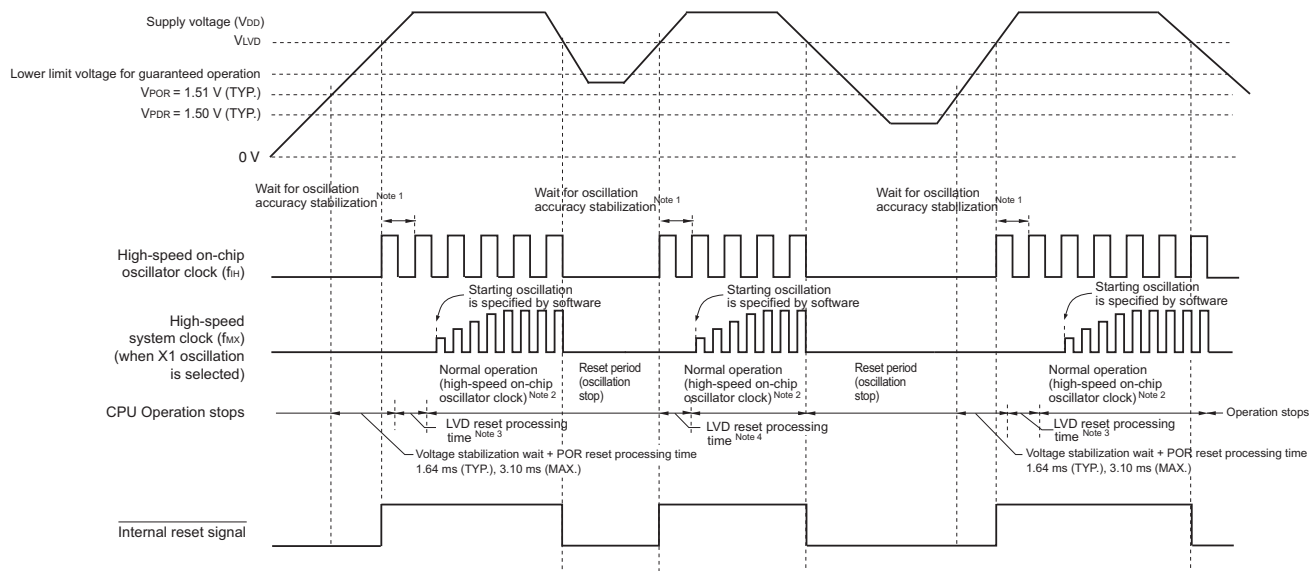 Supply voltage (VDD)
VLVD
Lower limit voltage for guaranteed operation
VPOR = 1.51 V (TYP.)
VPDR = 1.50 V (TYP.)
0 V
Wait for oscillation
accuracy stabilization Note 1
Wait for oscillation
accuracy stabilization Note 1
Wait for oscillation
accuracy stabilization Note 1
High-speed on-chip
oscillator clock (fIH)
Starting oscillation
is specified by software
Starting oscillation
is specified by software
Starting oscillation
is specified by software
High-speed
system clock (fMX)
(when X1 oscillation
is selected)
Normal operation
(high-speed on-chip
oscillator clock) Note 2
Reset period
(oscillation
stop)
Normal operation
(high-speed on-chip
oscillator clock) Note 2
Reset period
(oscillation
stop)
Normal operation
(high-speed on-chip
oscillator clock) Note 2
CPU Operation stops
Operation stops
LVD reset processing
time Note 3
LVD reset processing
time Note 4
LVD reset processing
time Note 3
Voltage stabilization wait + POR reset processing time
1.64 ms (TYP.), 3.10 ms (MAX.)
Voltage stabilization wait + POR reset processing time
1.64 ms (TYP.), 3.10 ms (MAX.)
Internal reset signal